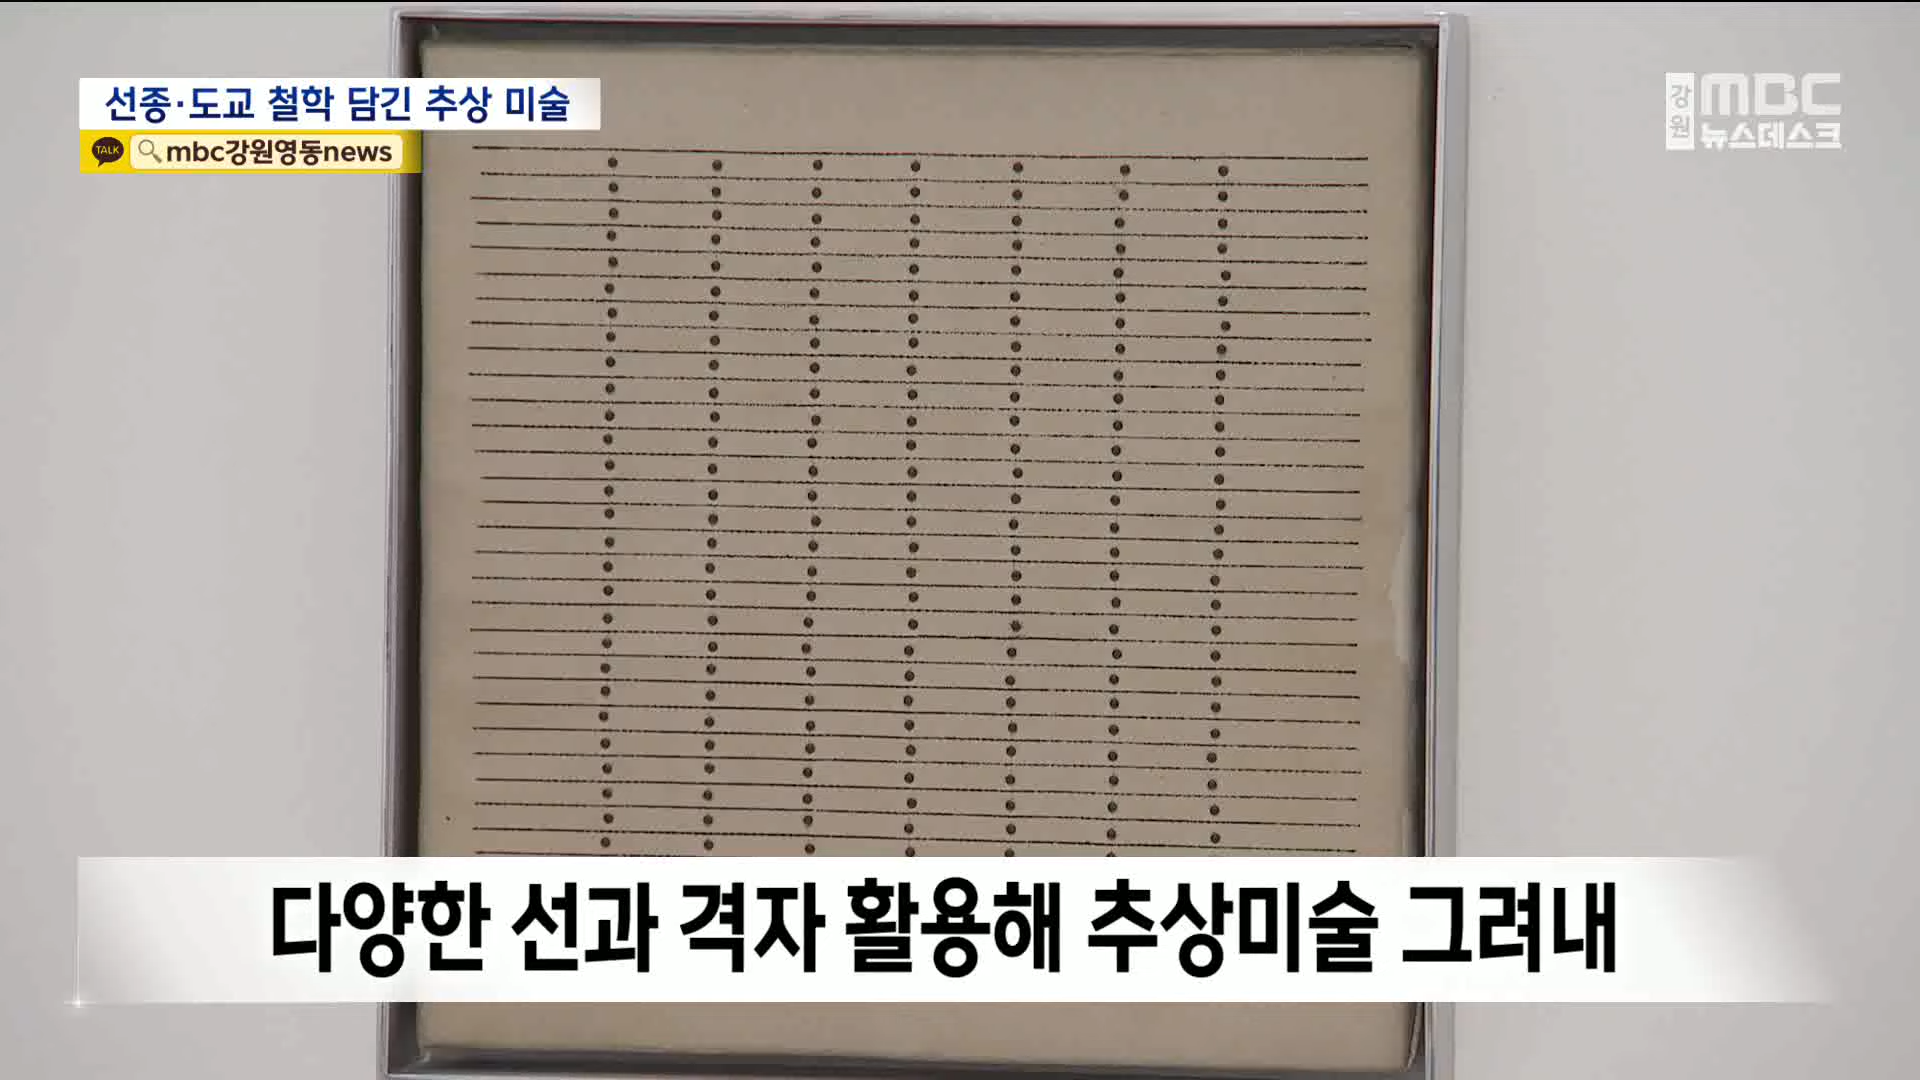 선종·도교 철학 담긴 추상 미술
TALK mbc강원영동news
강원 MBC
뉴스데스크
다양한 선과 격자 활용해 추상미술 그려내